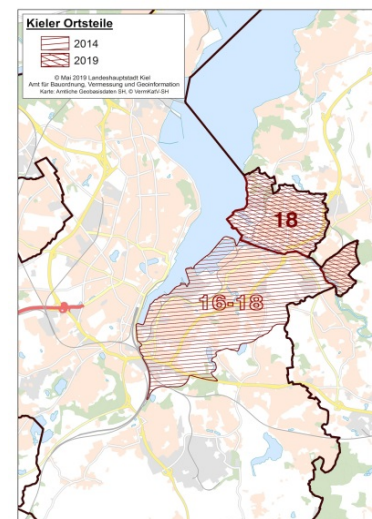 Kieler Ortsteile
2014
2019
© Mai 2019 Landeshauptstadt Kiel
Amt für Bauordnung, Vermessung und Geoinformation
Karte: Amtliche Geobasisdaten SH, © VermKatV-SH
18
16-18